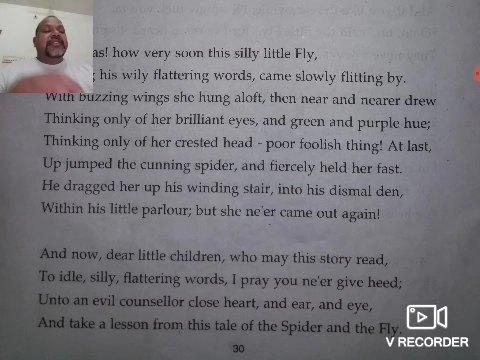 as! how very soon this silly little Fly,
; his wily flattering words, came slowly flitting by.
With buzzing wings she hung aloft, then near and nearer drew
Thinking only of her brilliant eyes, and green and purple hue;
Thinking only of her crested head - poor foolish thing! At last,
Up jumped the cunning spider, and fiercely held her fast.
He dragged her up his winding stair, into his dismal den,
Within his little parlour; but she ne'er came out again!
And now, dear little children, who may this story read,
To idle, silly, flattering words, I pray you ne'er give heed;
Unto an evil counsellor close heart, and ear, and eye,
And take a lesson from this tale of the Spider and the Fly.
30
V RECORDER